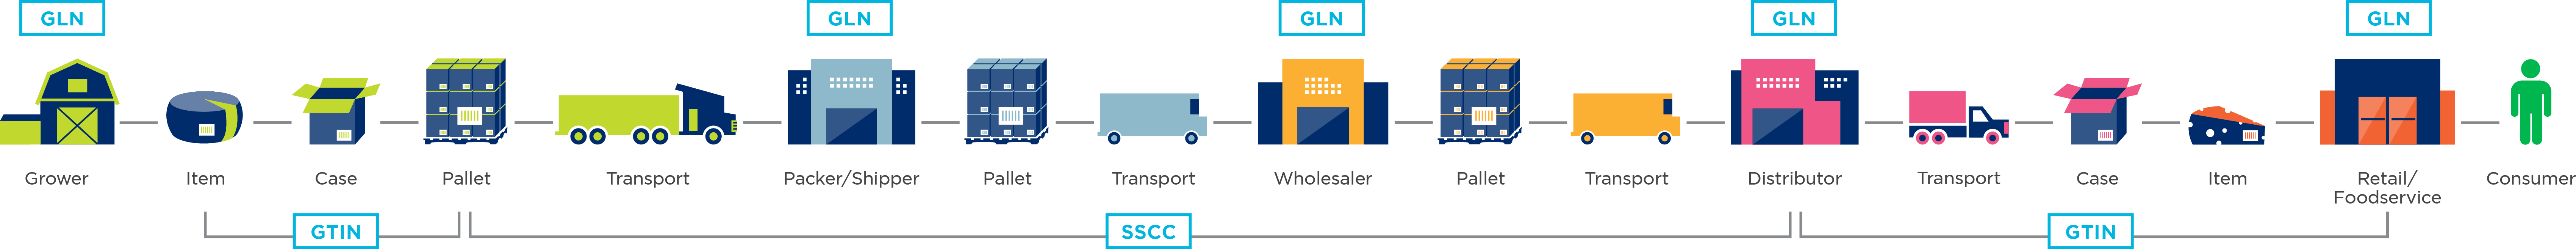 GLN GLN GLN GLN GLN
Grower Item Case Pallet Transport Packer/Shipper Pallet Transport Wholesaler Pallet Transport Distributor Transport Case Item Retail/ Consumer
Foodservice
GTIN SSCC GTIN